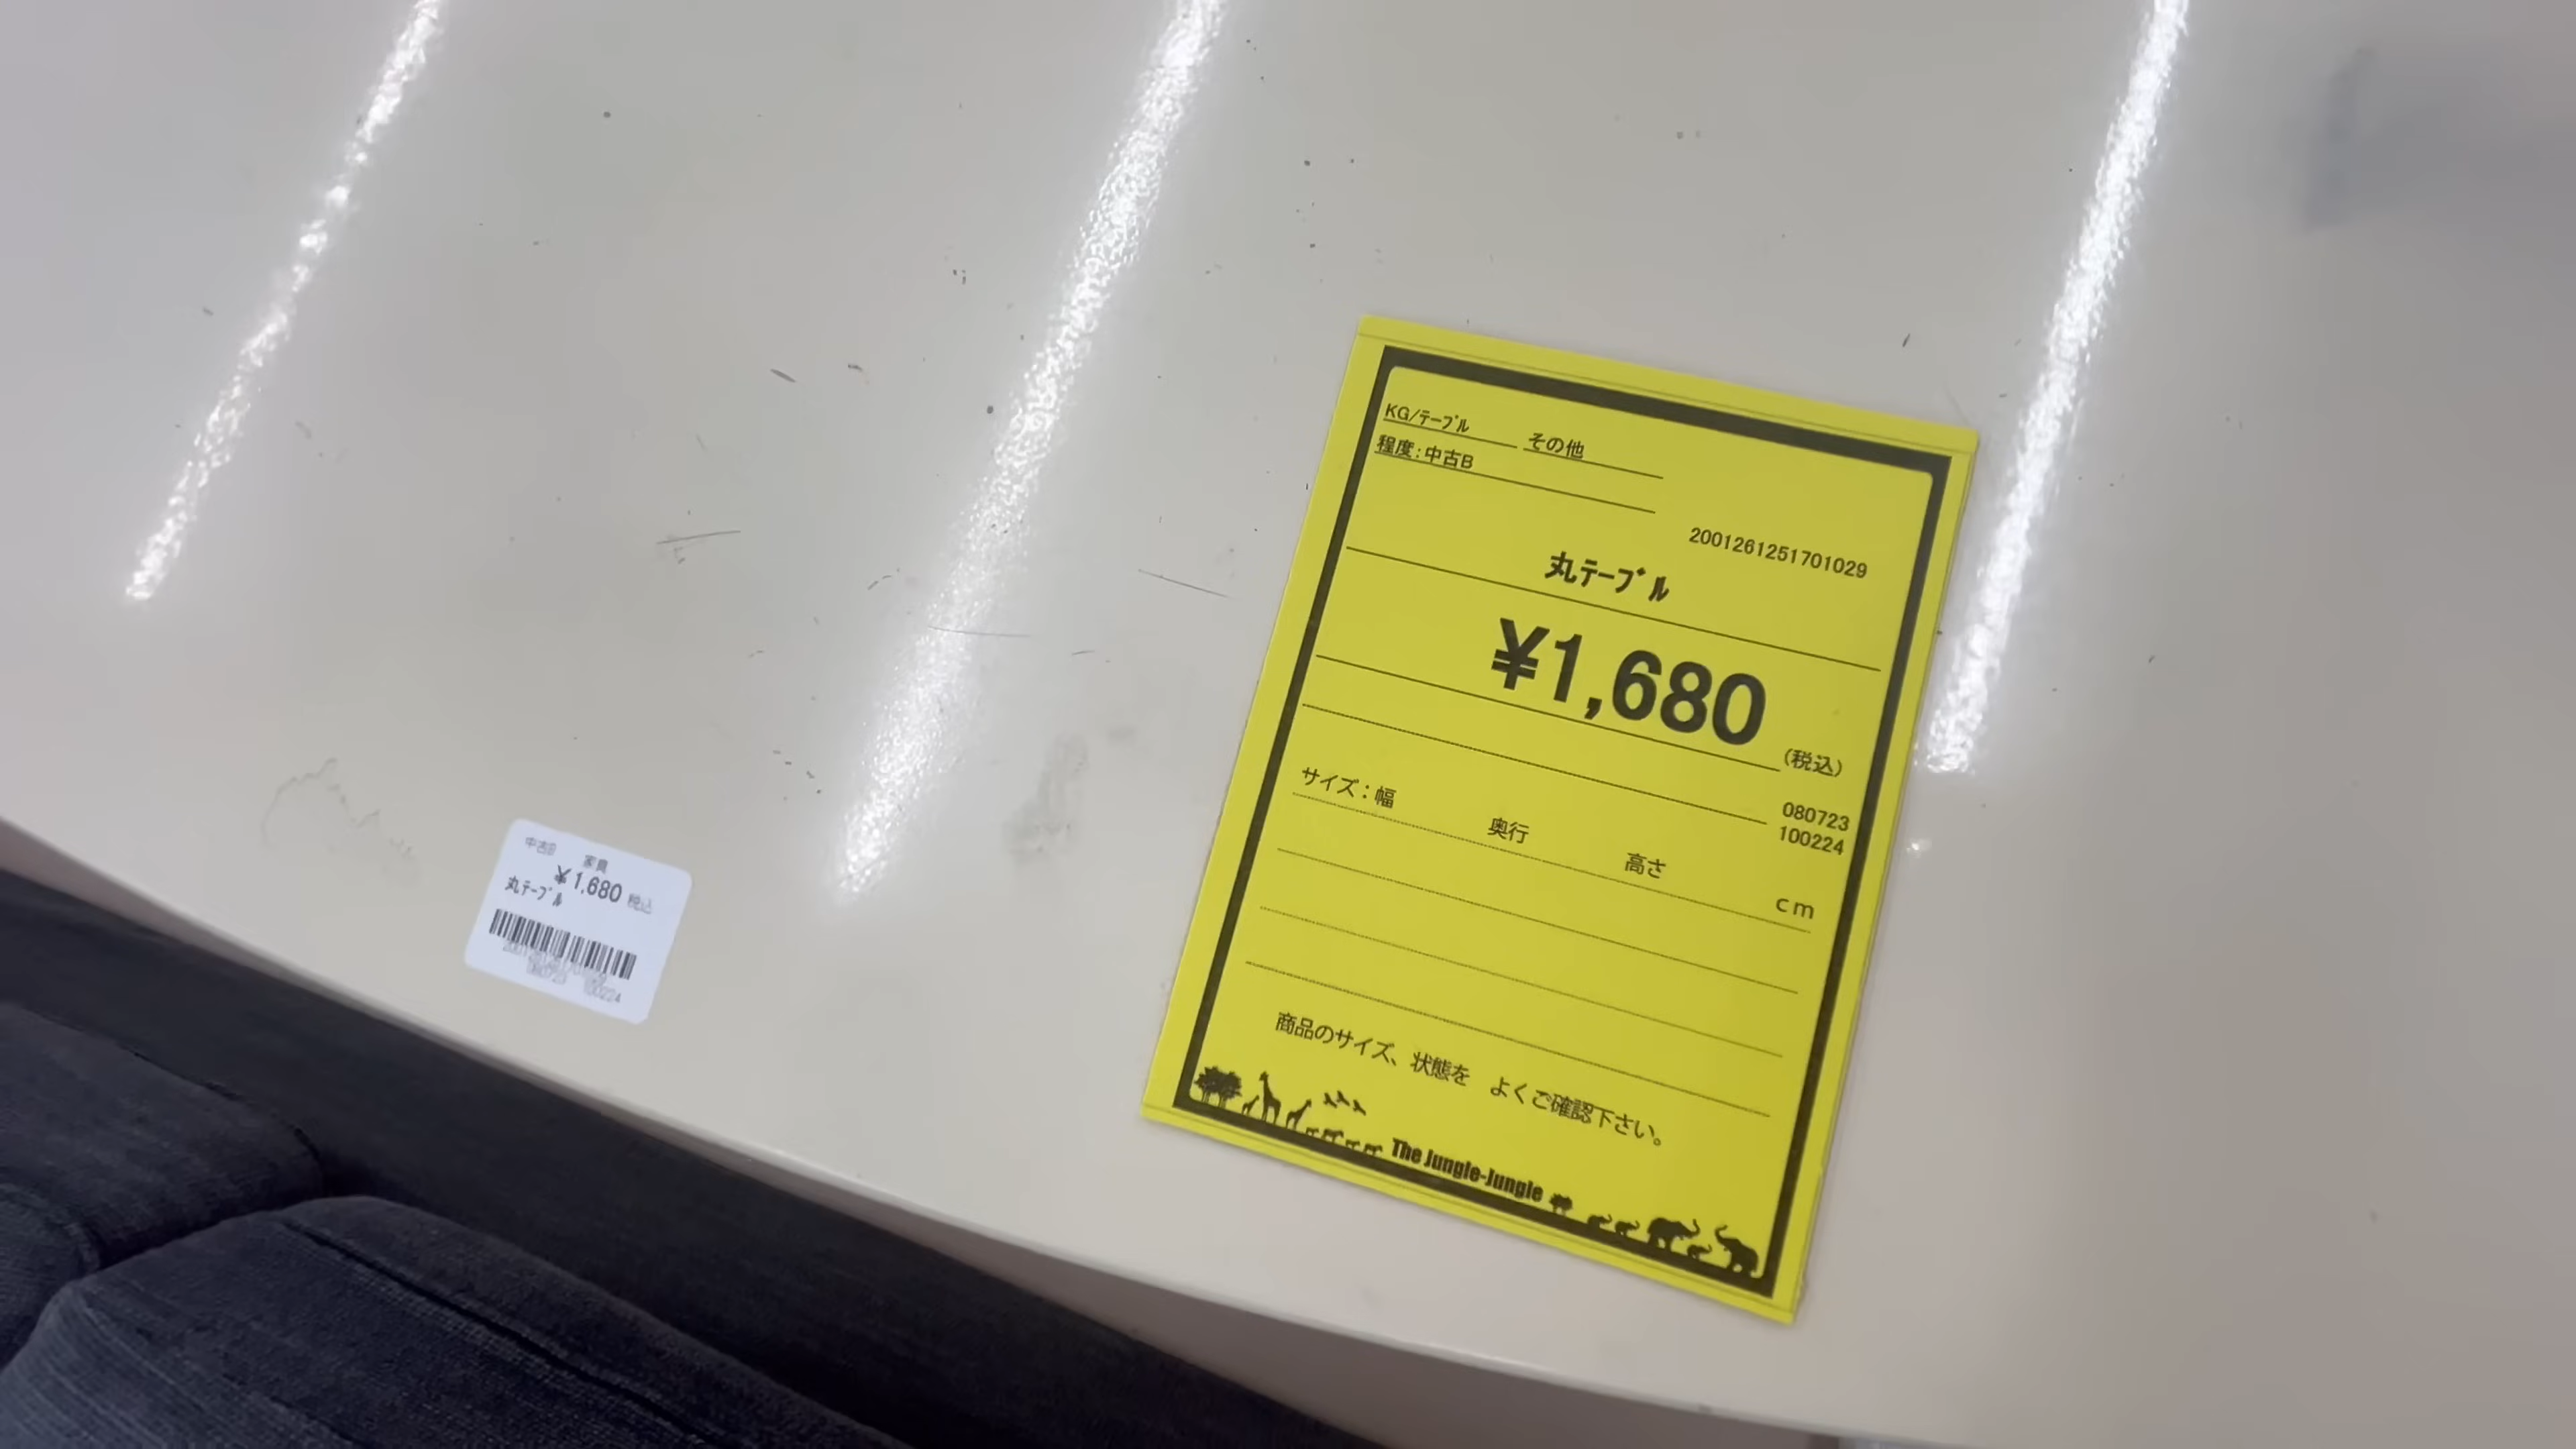 KG/ﾃｰﾌﾞﾙ その他
程度:中古B
2001261251701029
丸ﾃｰﾌﾞﾙ
¥1,680
(税込)
080723
100224
サイズ:幅 奥行 高さ cm
商品のサイズ、状態を よくご確認下さい。
The Jungle-Jungle
中古B 家具
¥1,680 税込
丸ﾃｰﾌﾞﾙ
080723 100224